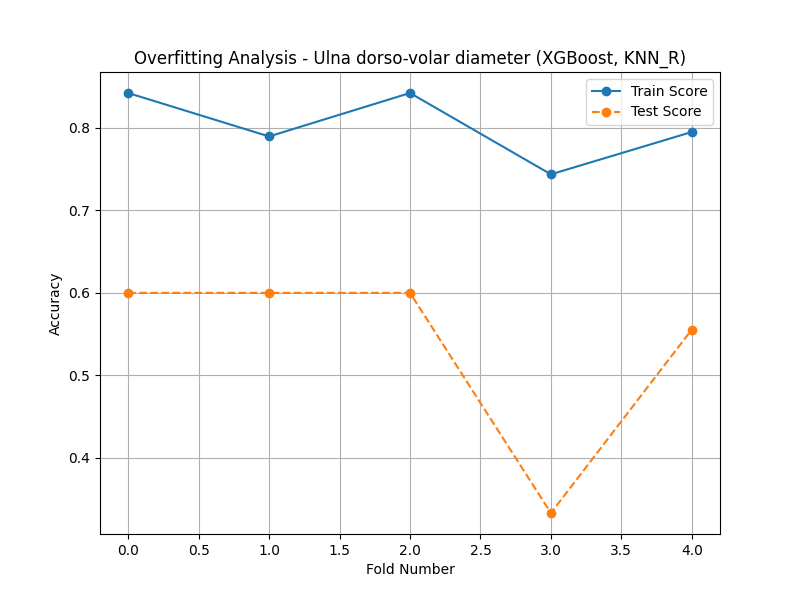 Overfitting Analysis - Ulna dorso-volar diameter (XGBoost, KNN_R)
Train Score
Test Score
0.8
0.7
0.6
0.5
0.4
Accuracy
0.0 0.5 1.0 1.5 2.0 2.5 3.0 3.5 4.0
Fold Number